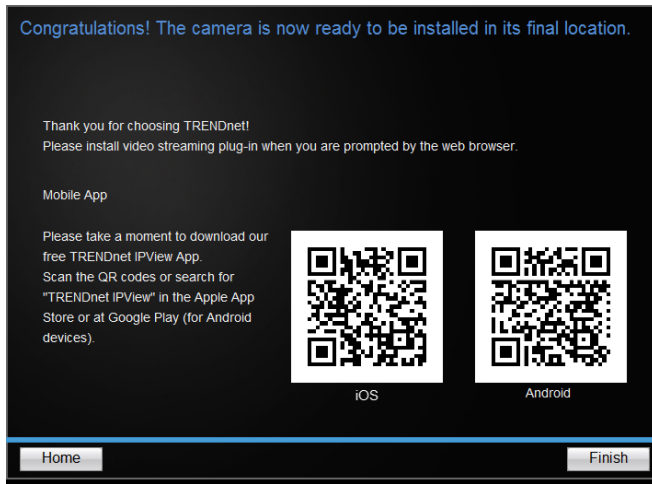 Congratulations! The camera is now ready to be installed in its final location.
Thank you for choosing TRENDnet!
Please install video streaming plug-in when you are prompted by the web browser.
Mobile App
Please take a moment to download our
free TRENDnet IPView App.
Scan the QR codes or search for
"TRENDnet IPView" in the Apple App
Store or at Google Play (for Android
devices).
iOS
Android
Home
Finish